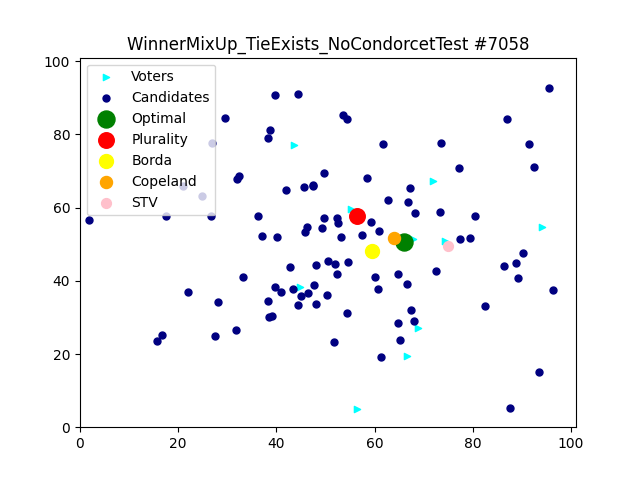 WinnerMixUp_TieExists_NoCondorcetTest #7058
100
80
60
40
20
0
Voters
Candidates
Optimal
Plurality
Borda
Copeland
STV
0 20 40 60 80 100